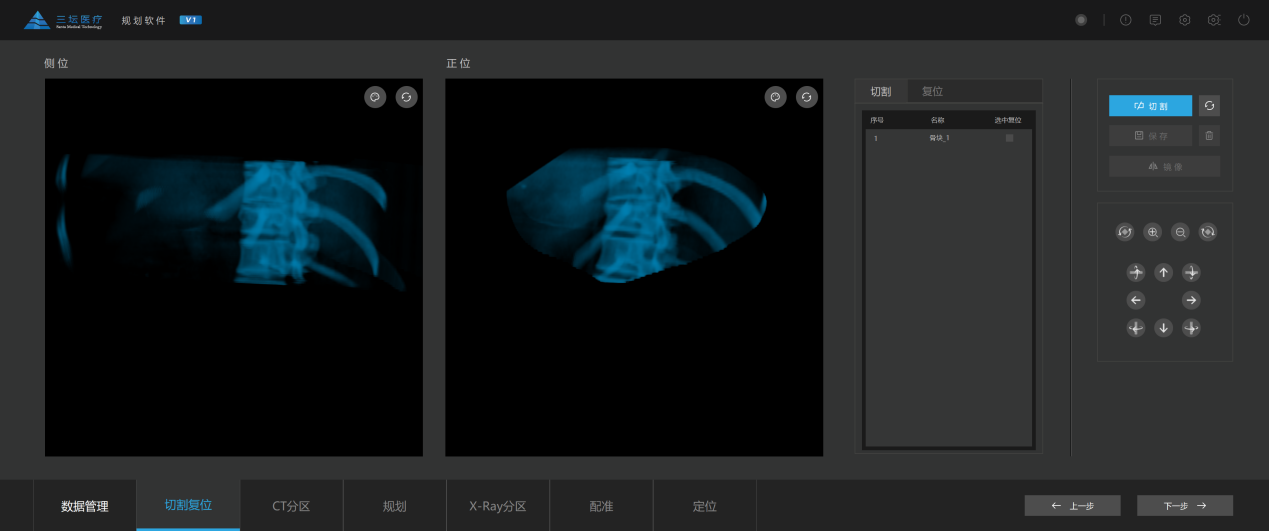 三坛医疗
Santa Medical Technology
规划软件
V1
侧位
正位
切割 复位
序号 名称 选中复位
1 骨块_1
切割
保存
镜像
数据管理 切割复位 CT分区 规划 X-Ray分区 配准 定位
← 上一步 下一步 →